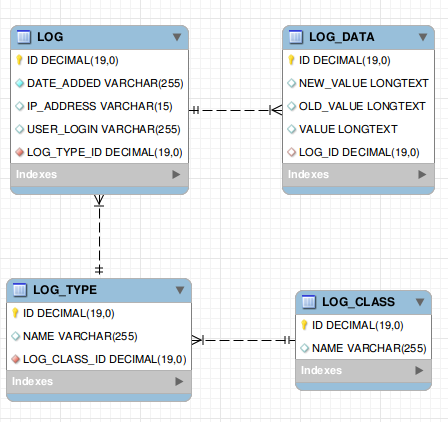 LOG
ID DECIMAL(19,0)
DATE_ADDED VARCHAR(255)
IP_ADDRESS VARCHAR(15)
USER_LOGIN VARCHAR(255)
LOG_TYPE_ID DECIMAL(19,0)
Indexes
LOG_DATA
ID DECIMAL(19,0)
NEW_VALUE LONGTEXT
OLD_VALUE LONGTEXT
VALUE LONGTEXT
LOG_ID DECIMAL(19,0)
Indexes
LOG_TYPE
ID DECIMAL(19,0)
NAME VARCHAR(255)
LOG_CLASS_ID DECIMAL(19,0)
Indexes
LOG_CLASS
ID DECIMAL(19,0)
NAME VARCHAR(255)
Indexes